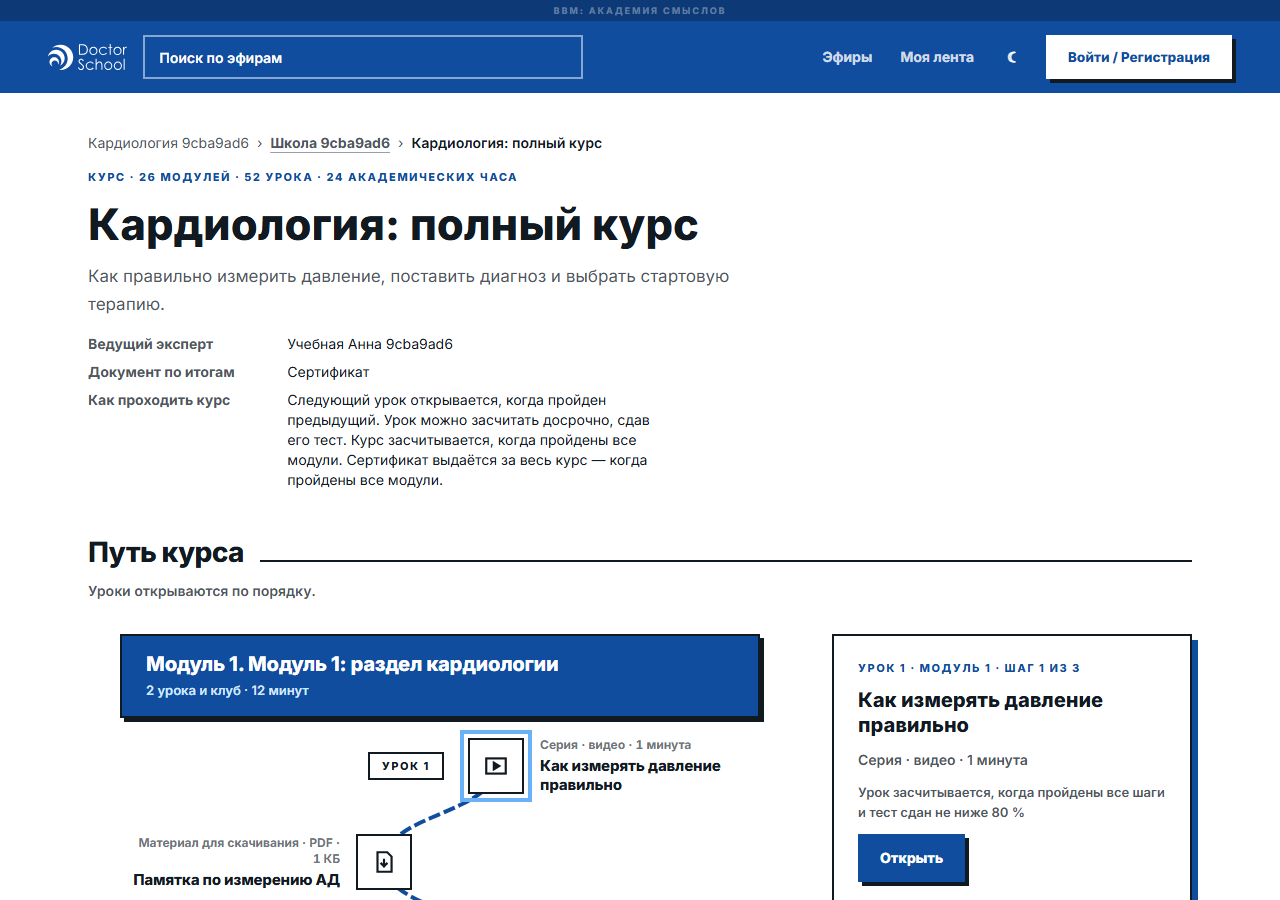 ВВМ: АКАДЕМИЯ СМЫСЛОВ
Doctor School
Поиск по эфирам
Эфиры
Моя лента
Войти / Регистрация
Кардиология 9cba9ad6 › Школа 9cba9ad6 › Кардиология: полный курс
КУРС · 26 МОДУЛЕЙ · 52 УРОКА · 24 АКАДЕМИЧЕСКИХ ЧАСА
Кардиология: полный курс
Как правильно измерить давление, поставить диагноз и выбрать стартовую
терапию.
Ведущий эксперт
Учебная Анна 9cba9ad6
Документ по итогам
Сертификат
Как проходить курс
Следующий урок открывается, когда пройден
предыдущий. Урок можно засчитать досрочно, сдав
его тест. Курс засчитывается, когда пройдены все
модули. Сертификат выдаётся за весь курс — когда
пройдены все модули.
Путь курса
Уроки открываются по порядку.
Модуль 1. Модуль 1: раздел кардиологии
2 урока и клуб · 12 минут
УРОК 1
Серия · видео · 1 минута
Как измерять давление
правильно
Материал для скачивания · PDF ·
1 КБ
Памятка по измерению АД
УРОК 1 · МОДУЛЬ 1 · ШАГ 1 ИЗ 3
Как измерять давление
правильно
Серия · видео · 1 минута
Урок засчитывается, когда пройдены все шаги
и тест сдан не ниже 80 %
Открыть